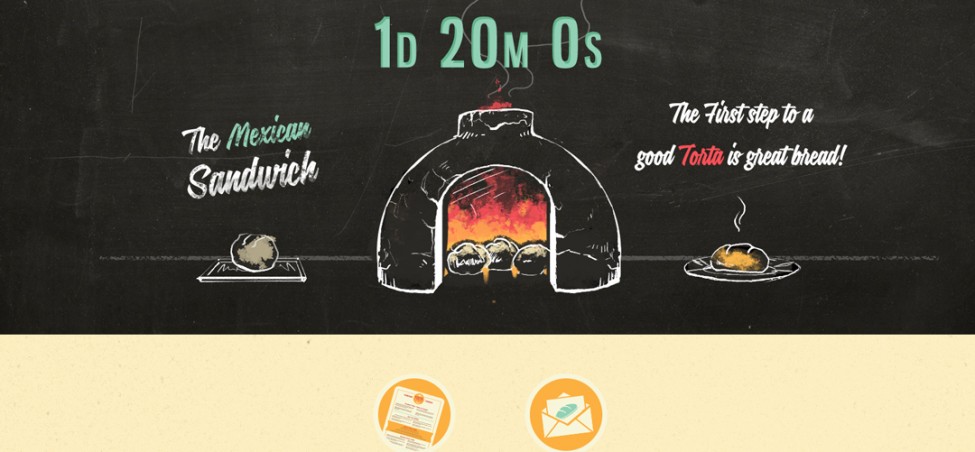 1D 20M 0S
The Mexican
Sandwich
The First step to a
good Torta is great bread!